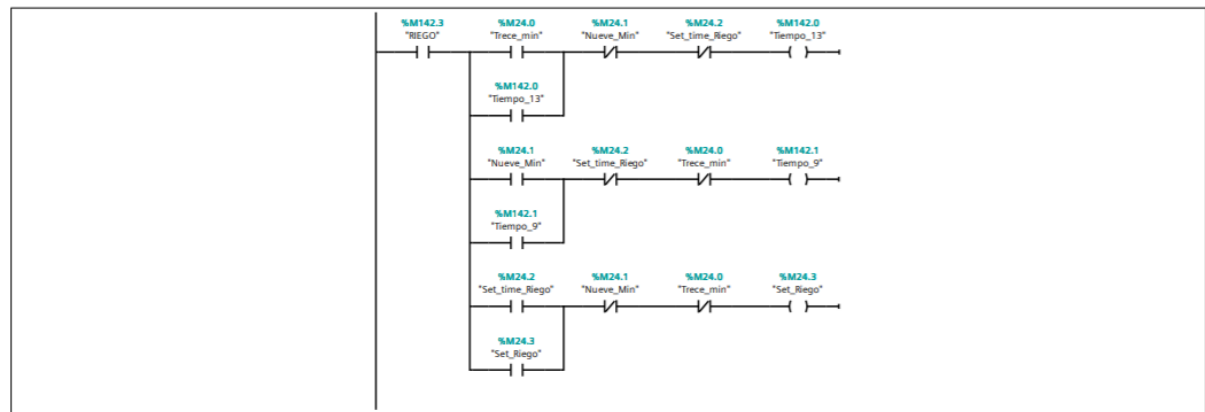 %M142.3 %M24.0 %M24.1 %M24.2 %M142.0
"RIEGO" "Trece_min" "Nueve_Min" "Set_time_Riego" "Tiempo_13"
%M142.0
"Tiempo_13"
%M24.1 %M24.2 %M24.0 %M142.1
"Nueve_Min" "Set_time_Riego" "Trece_min" "Tiempo_9"
%M142.1
"Tiempo_9"
%M24.2 %M24.1 %M24.0 %M24.3
"Set_time_Riego" "Nueve_Min" "Trece_min" "Set_Riego"
%M24.3
"Set_Riego"